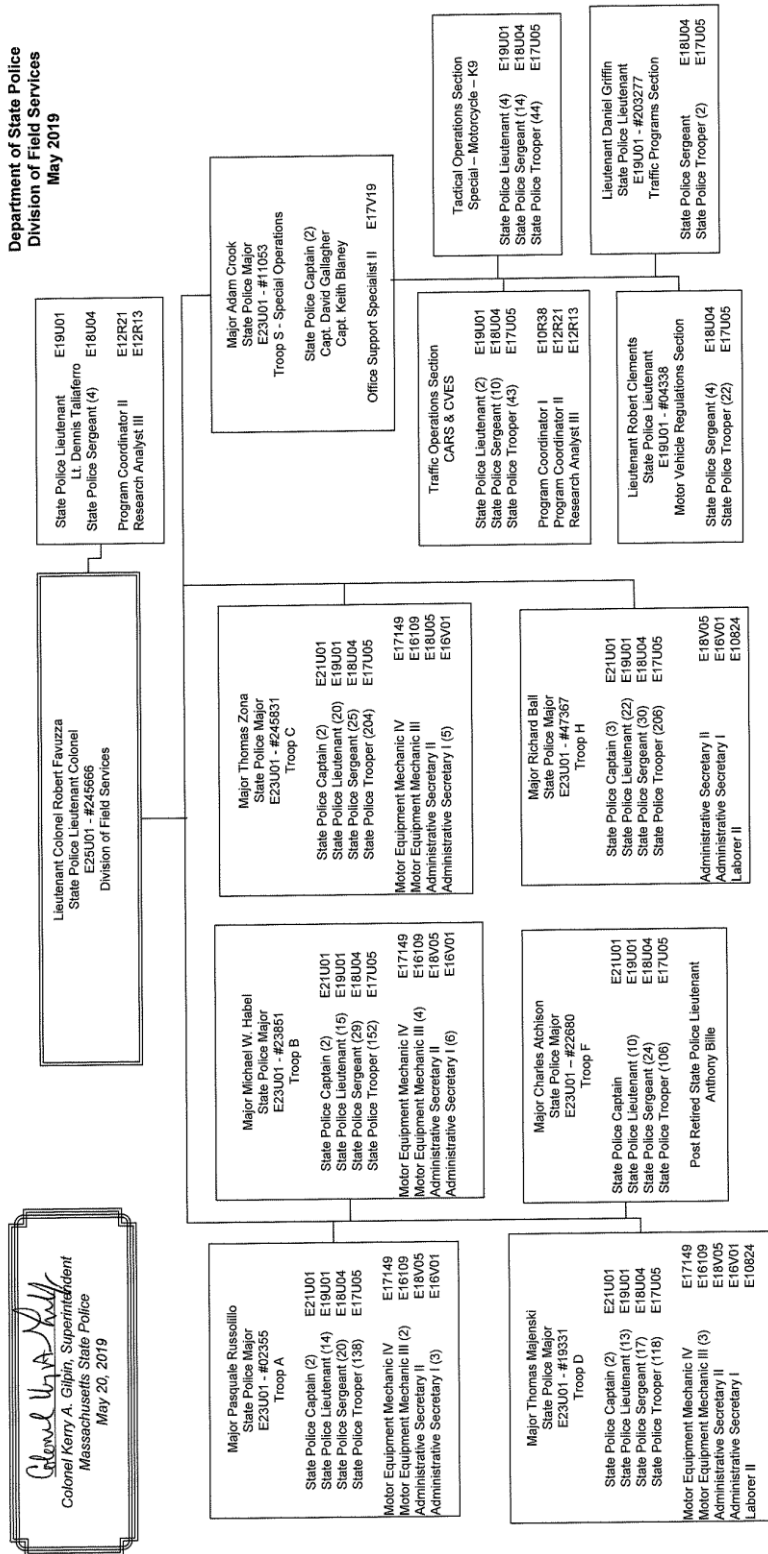 Department of State Police
Division of Field Services
May 2019
Colonel Kerry A. Gilpin, Superintendent
Massachusetts State Police
May 20, 2019
Lieutenant Colonel Robert Favuzza
State Police Lieutenant Colonel
E25U01 - #245666
Division of Field Services
State Police Lieutenant E19U01
Lt. Dennis Taliaferro
State Police Sergeant (4) E18U04
Program Coordinator II E12R21
Research Analyst III E12R13
Major Pasquale Russolillo
State Police Major
E23U01 - #02355
Troop A
State Police Captain (2) E21U01
State Police Lieutenant (14) E19U01
State Police Sergeant (20) E18U04
State Police Trooper (138) E17U05
Motor Equipment Mechanic IV E17149
Motor Equipment Mechanic III (2) E16109
Administrative Secretary II E18V05
Administrative Secretary I (3) E16V01
Major Michael W. Habel
State Police Major
E23U01 - #23851
Troop B
State Police Captain (2) E21U01
State Police Lieutenant (15) E19U01
State Police Sergeant (29) E18U04
State Police Trooper (152) E17U05
Motor Equipment Mechanic IV E17149
Motor Equipment Mechanic III (4) E16109
Administrative Secretary II E18V05
Administrative Secretary I (6) E16V01
Major Thomas Zona
State Police Major
E23U01 - #245831
Troop C
State Police Captain (2) E21U01
State Police Lieutenant (20) E19U01
State Police Sergeant (25) E18U04
State Police Trooper (204) E17U05
Motor Equipment Mechanic IV E17149
Motor Equipment Mechanic III E16109
Administrative Secretary II E18U05
Administrative Secretary I (5) E16V01
Major Adam Crook
State Police Major
E23U01 - #11053
Troop S - Special Operations
State Police Captain (2)
Capt. David Gallagher
Capt. Keith Blaney
Office Support Specialist II E17V19
Major Thomas Majenski
State Police Major
E23U01 - #19331
Troop D
State Police Captain (2) E21U01
State Police Lieutenant (13) E19U01
State Police Sergeant (17) E18U04
State Police Trooper (118) E17U05
Motor Equipment Mechanic IV E17149
Motor Equipment Mechanic III (3) E16109
Administrative Secretary II E18V05
Administrative Secretary I E16V01
Laborer II E10824
Major Charles Atchison
State Police Major
E23U01 – #22680
Troop F
State Police Captain E21U01
State Police Lieutenant (10) E19U01
State Police Sergeant (24) E18U04
State Police Trooper (106) E17U05
Post Retired State Police Lieutenant
Anthony Bille
Major Richard Ball
State Police Major
E23U01 - #47367
Troop H
State Police Captain (3) E21U01
State Police Lieutenant (22) E19U01
State Police Sergeant (30) E18U04
State Police Trooper (206) E17U05
Administrative Secretary II E18V05
Administrative Secretary I E16V01
Laborer II E10824
Traffic Operations Section
CARS & CVES
State Police Lieutenant (2) E19U01
State Police Sergeant (10) E18U04
State Police Trooper (43) E17U05
Program Coordinator I E10R38
Program Coordinator II E12R21
Research Analyst III E12R13
Tactical Operations Section
Special – Motorcycle – K9
State Police Lieutenant (4) E19U01
State Police Sergeant (14) E18U04
State Police Trooper (44) E17U05
Lieutenant Robert Clements
State Police Lieutenant
E19U01 - #04338
Motor Vehicle Regulations Section
State Police Sergeant (4) E18U04
State Police Trooper (22) E17U05
Lieutenant Daniel Griffin
State Police Lieutenant
E19U01 - #203277
Traffic Programs Section
State Police Sergeant E18U04
State Police Trooper (2) E17U05